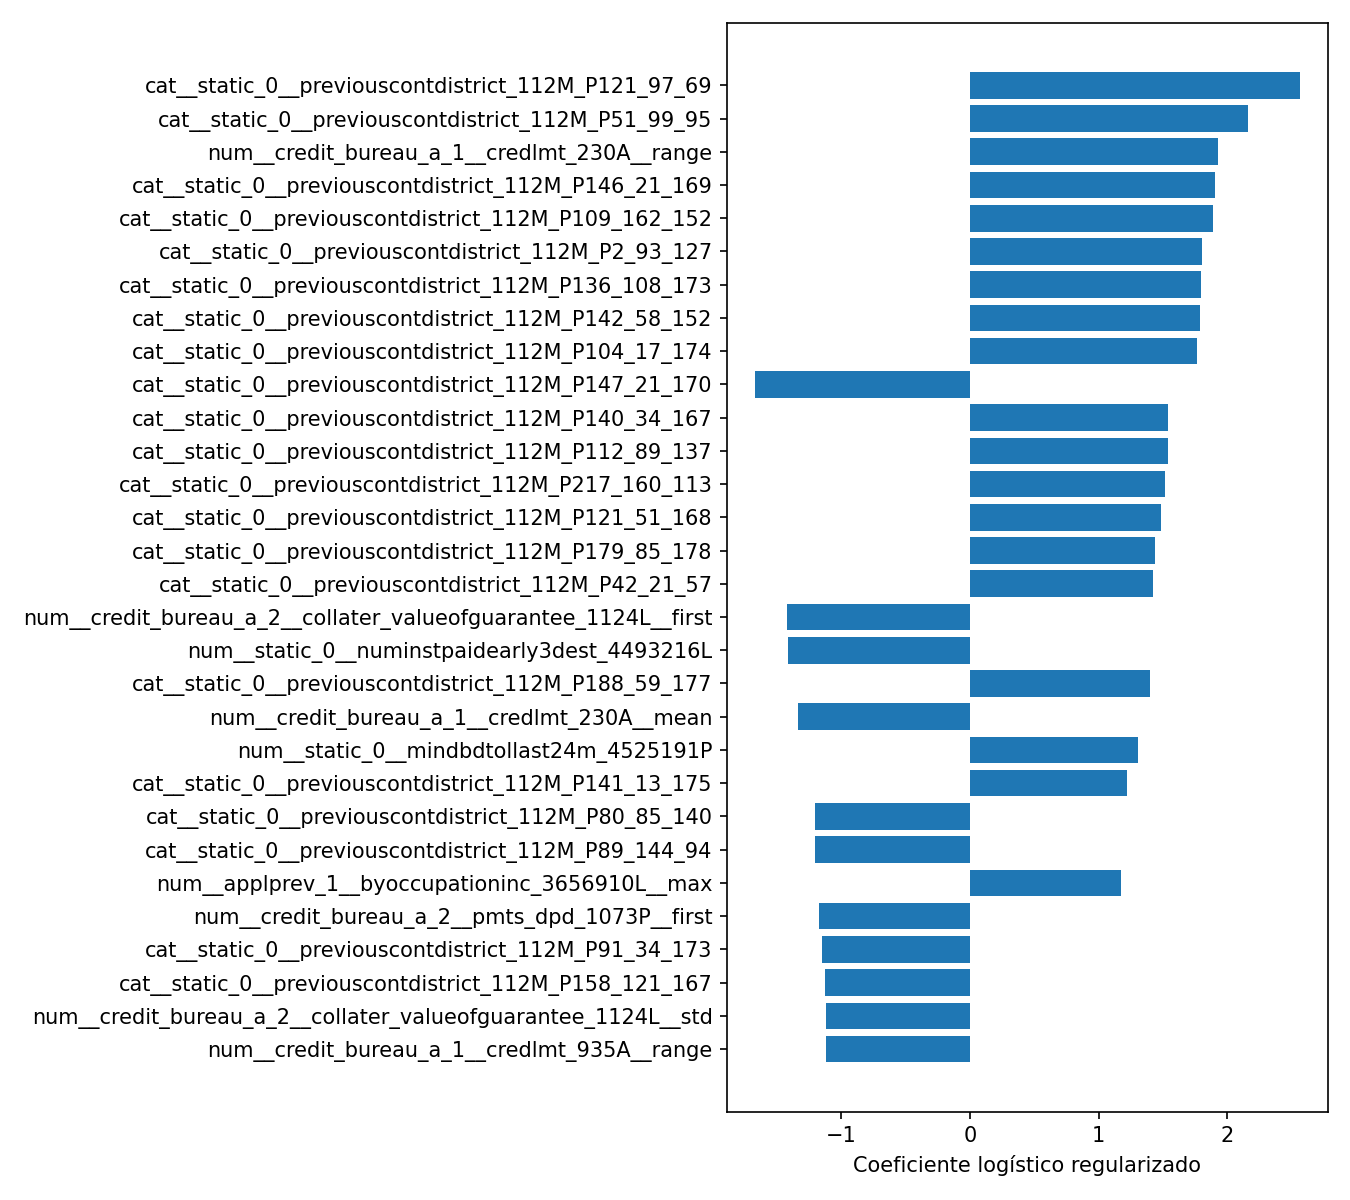 cat__static_0__previouscontdistrict_112M_P121_97_69
cat__static_0__previouscontdistrict_112M_P51_99_95
num__credit_bureau_a_1__credlmt_230A__range
cat__static_0__previouscontdistrict_112M_P146_21_169
cat__static_0__previouscontdistrict_112M_P109_162_152
cat__static_0__previouscontdistrict_112M_P2_93_127
cat__static_0__previouscontdistrict_112M_P136_108_173
cat__static_0__previouscontdistrict_112M_P142_58_152
cat__static_0__previouscontdistrict_112M_P104_17_174
cat__static_0__previouscontdistrict_112M_P147_21_170
cat__static_0__previouscontdistrict_112M_P140_34_167
cat__static_0__previouscontdistrict_112M_P112_89_137
cat__static_0__previouscontdistrict_112M_P217_160_113
cat__static_0__previouscontdistrict_112M_P121_51_168
cat__static_0__previouscontdistrict_112M_P179_85_178
cat__static_0__previouscontdistrict_112M_P42_21_57
num__credit_bureau_a_2__collater_valueofguarantee_1124L__first
num__static_0__numinstpaidearly3dest_4493216L
cat__static_0__previouscontdistrict_112M_P188_59_177
num__credit_bureau_a_1__credlmt_230A__mean
num__static_0__mindbdtollast24m_4525191P
cat__static_0__previouscontdistrict_112M_P141_13_175
cat__static_0__previouscontdistrict_112M_P80_85_140
cat__static_0__previouscontdistrict_112M_P89_144_94
num__applprev_1__byoccupationinc_3656910L__max
num__credit_bureau_a_2__pmts_dpd_1073P__first
cat__static_0__previouscontdistrict_112M_P91_34_173
cat__static_0__previouscontdistrict_112M_P158_121_167
num__credit_bureau_a_2__collater_valueofguarantee_1124L__std
num__credit_bureau_a_1__credlmt_935A__range
−1 0 1 2
Coeficiente logístico regularizado